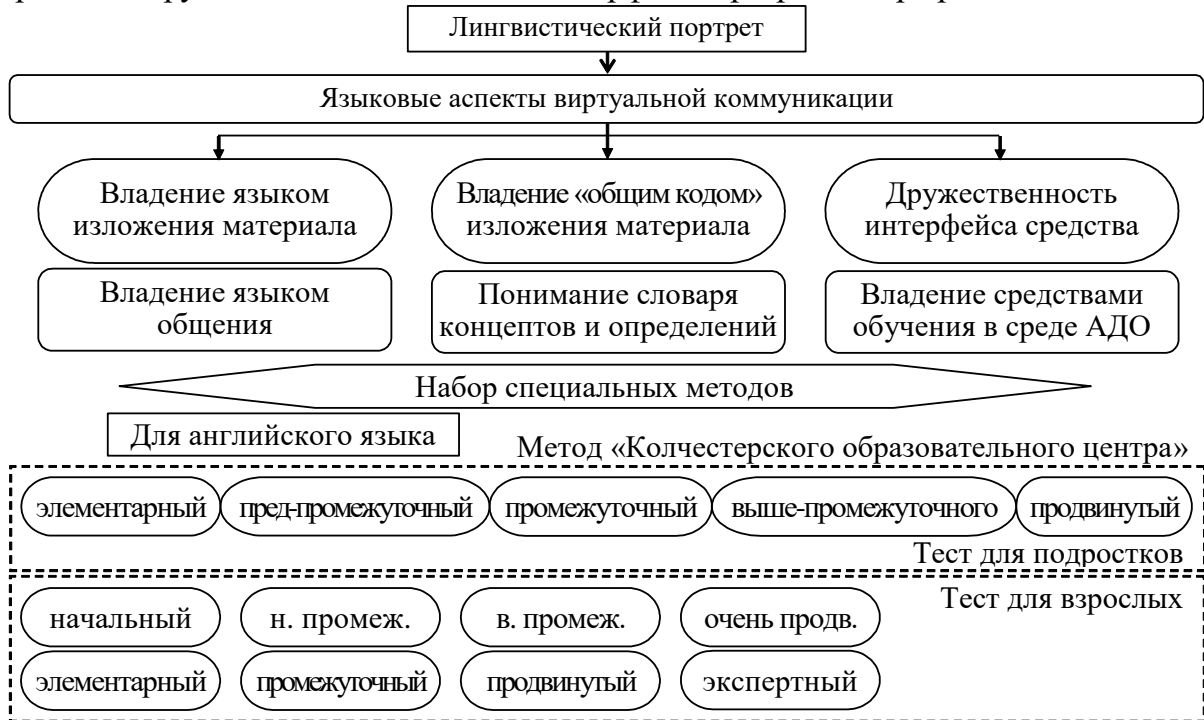 Лингвистический портрет
Языковые аспекты виртуальной коммуникации
Владение языком
изложения материала
Владение «общим кодом»
изложения материала
Дружественность
интерфейса средства
Владение языком
общения
Понимание словаря
концептов и определений
Владение средствами
обучения в среде АДО
Набор специальных методов
Для английского языка
Метод «Колчестерского образовательного центра»
элементарный пред-промежуточный промежуточный выше-промежуточного продвинутый
Тест для подростков
Тест для взрослых
начальный н. промеж. в. промеж. очень продв.
элементарный промежуточный продвинутый экспертный